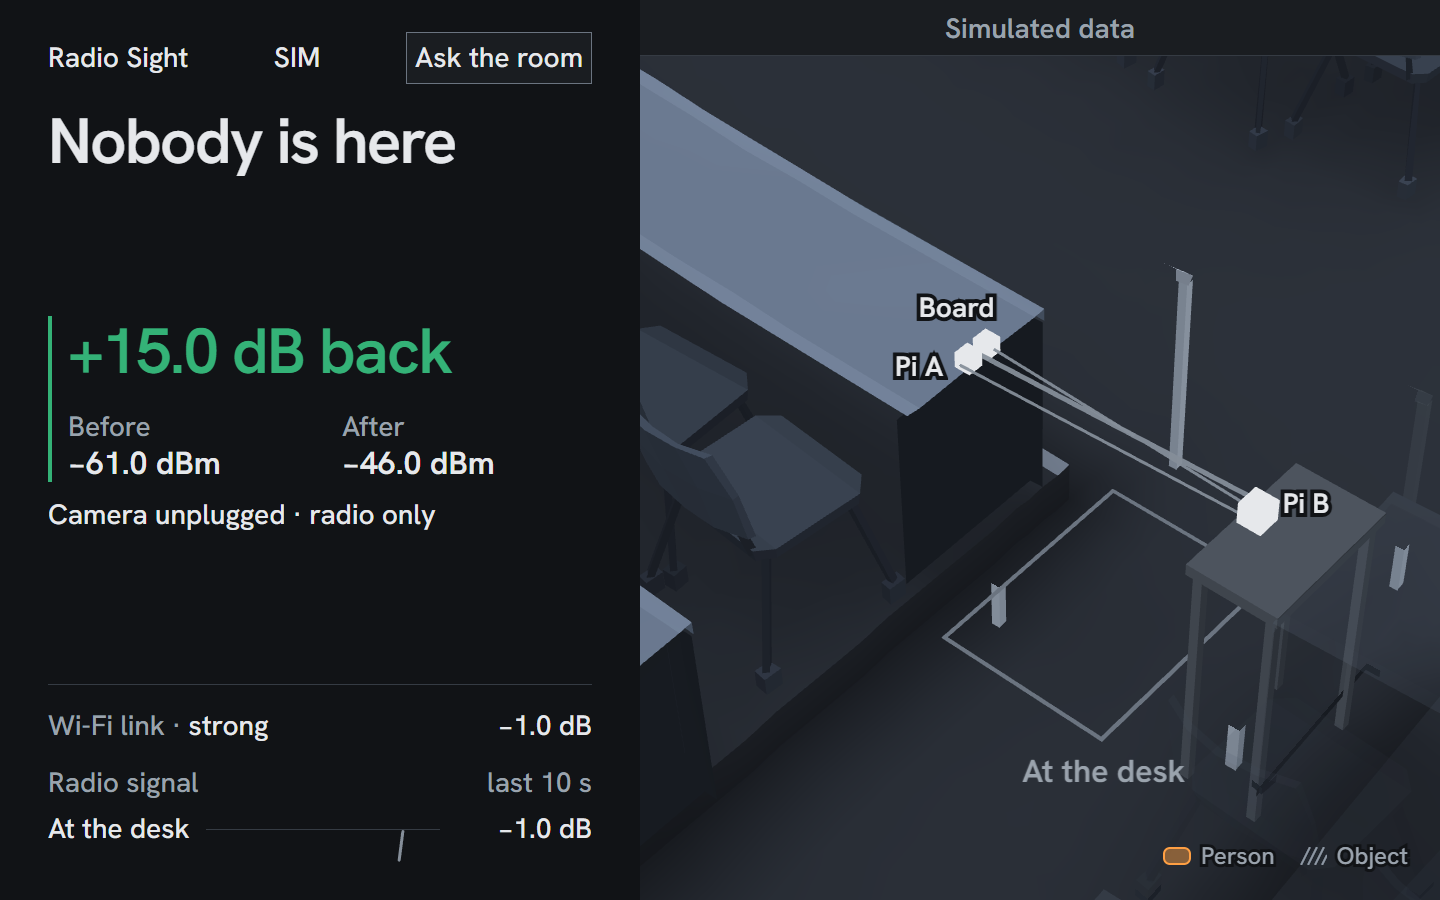 Radio Sight
SIM
Ask the room
Nobody is here
+15.0 dB back
Before
After
–61.0 dBm
–46.0 dBm
Camera unplugged · radio only
Wi-Fi link · strong
–1.0 dB
Radio signal
last 10 s
At the desk
–1.0 dB
Simulated data
Board
Pi A
Pi B
At the desk
Person
Object